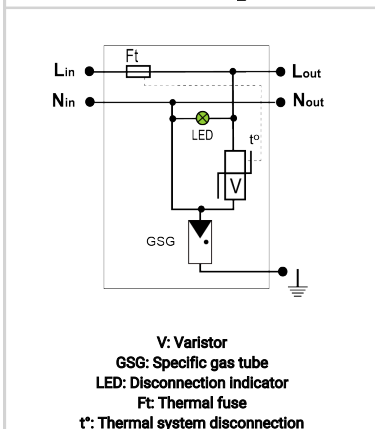 Ft
Lin Lout
Nin Nout
LED
t°
V
GSG
V: Varistor
GSG: Specific gas tube
LED: Disconnection indicator
Ft: Thermal fuse
t°: Thermal system disconnection